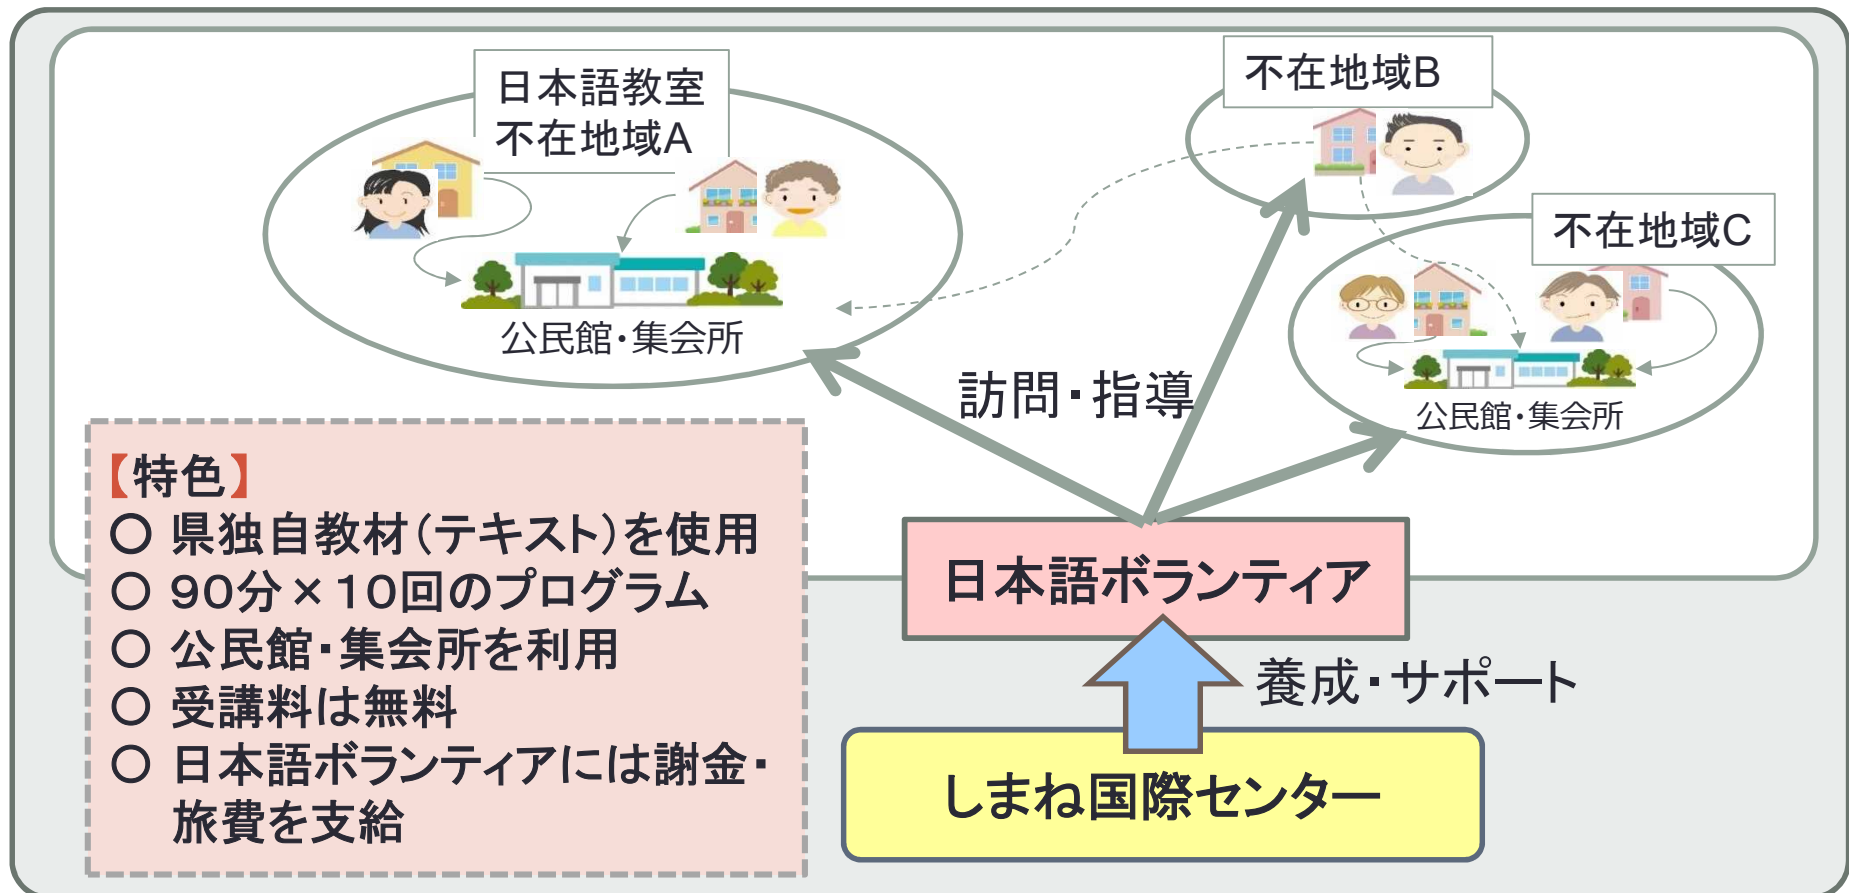 日本語教室
不在地域A
不在地域B
不在地域C
公民館・集会所
公民館・集会所
訪問・指導
【特色】
○ 県独自教材(テキスト)を使用
○ 90分×10回のプログラム
○ 公民館・集会所を利用
○ 受講料は無料
○ 日本語ボランティアには謝金・
旅費を支給
日本語ボランティア
養成・サポート
しまね国際センター